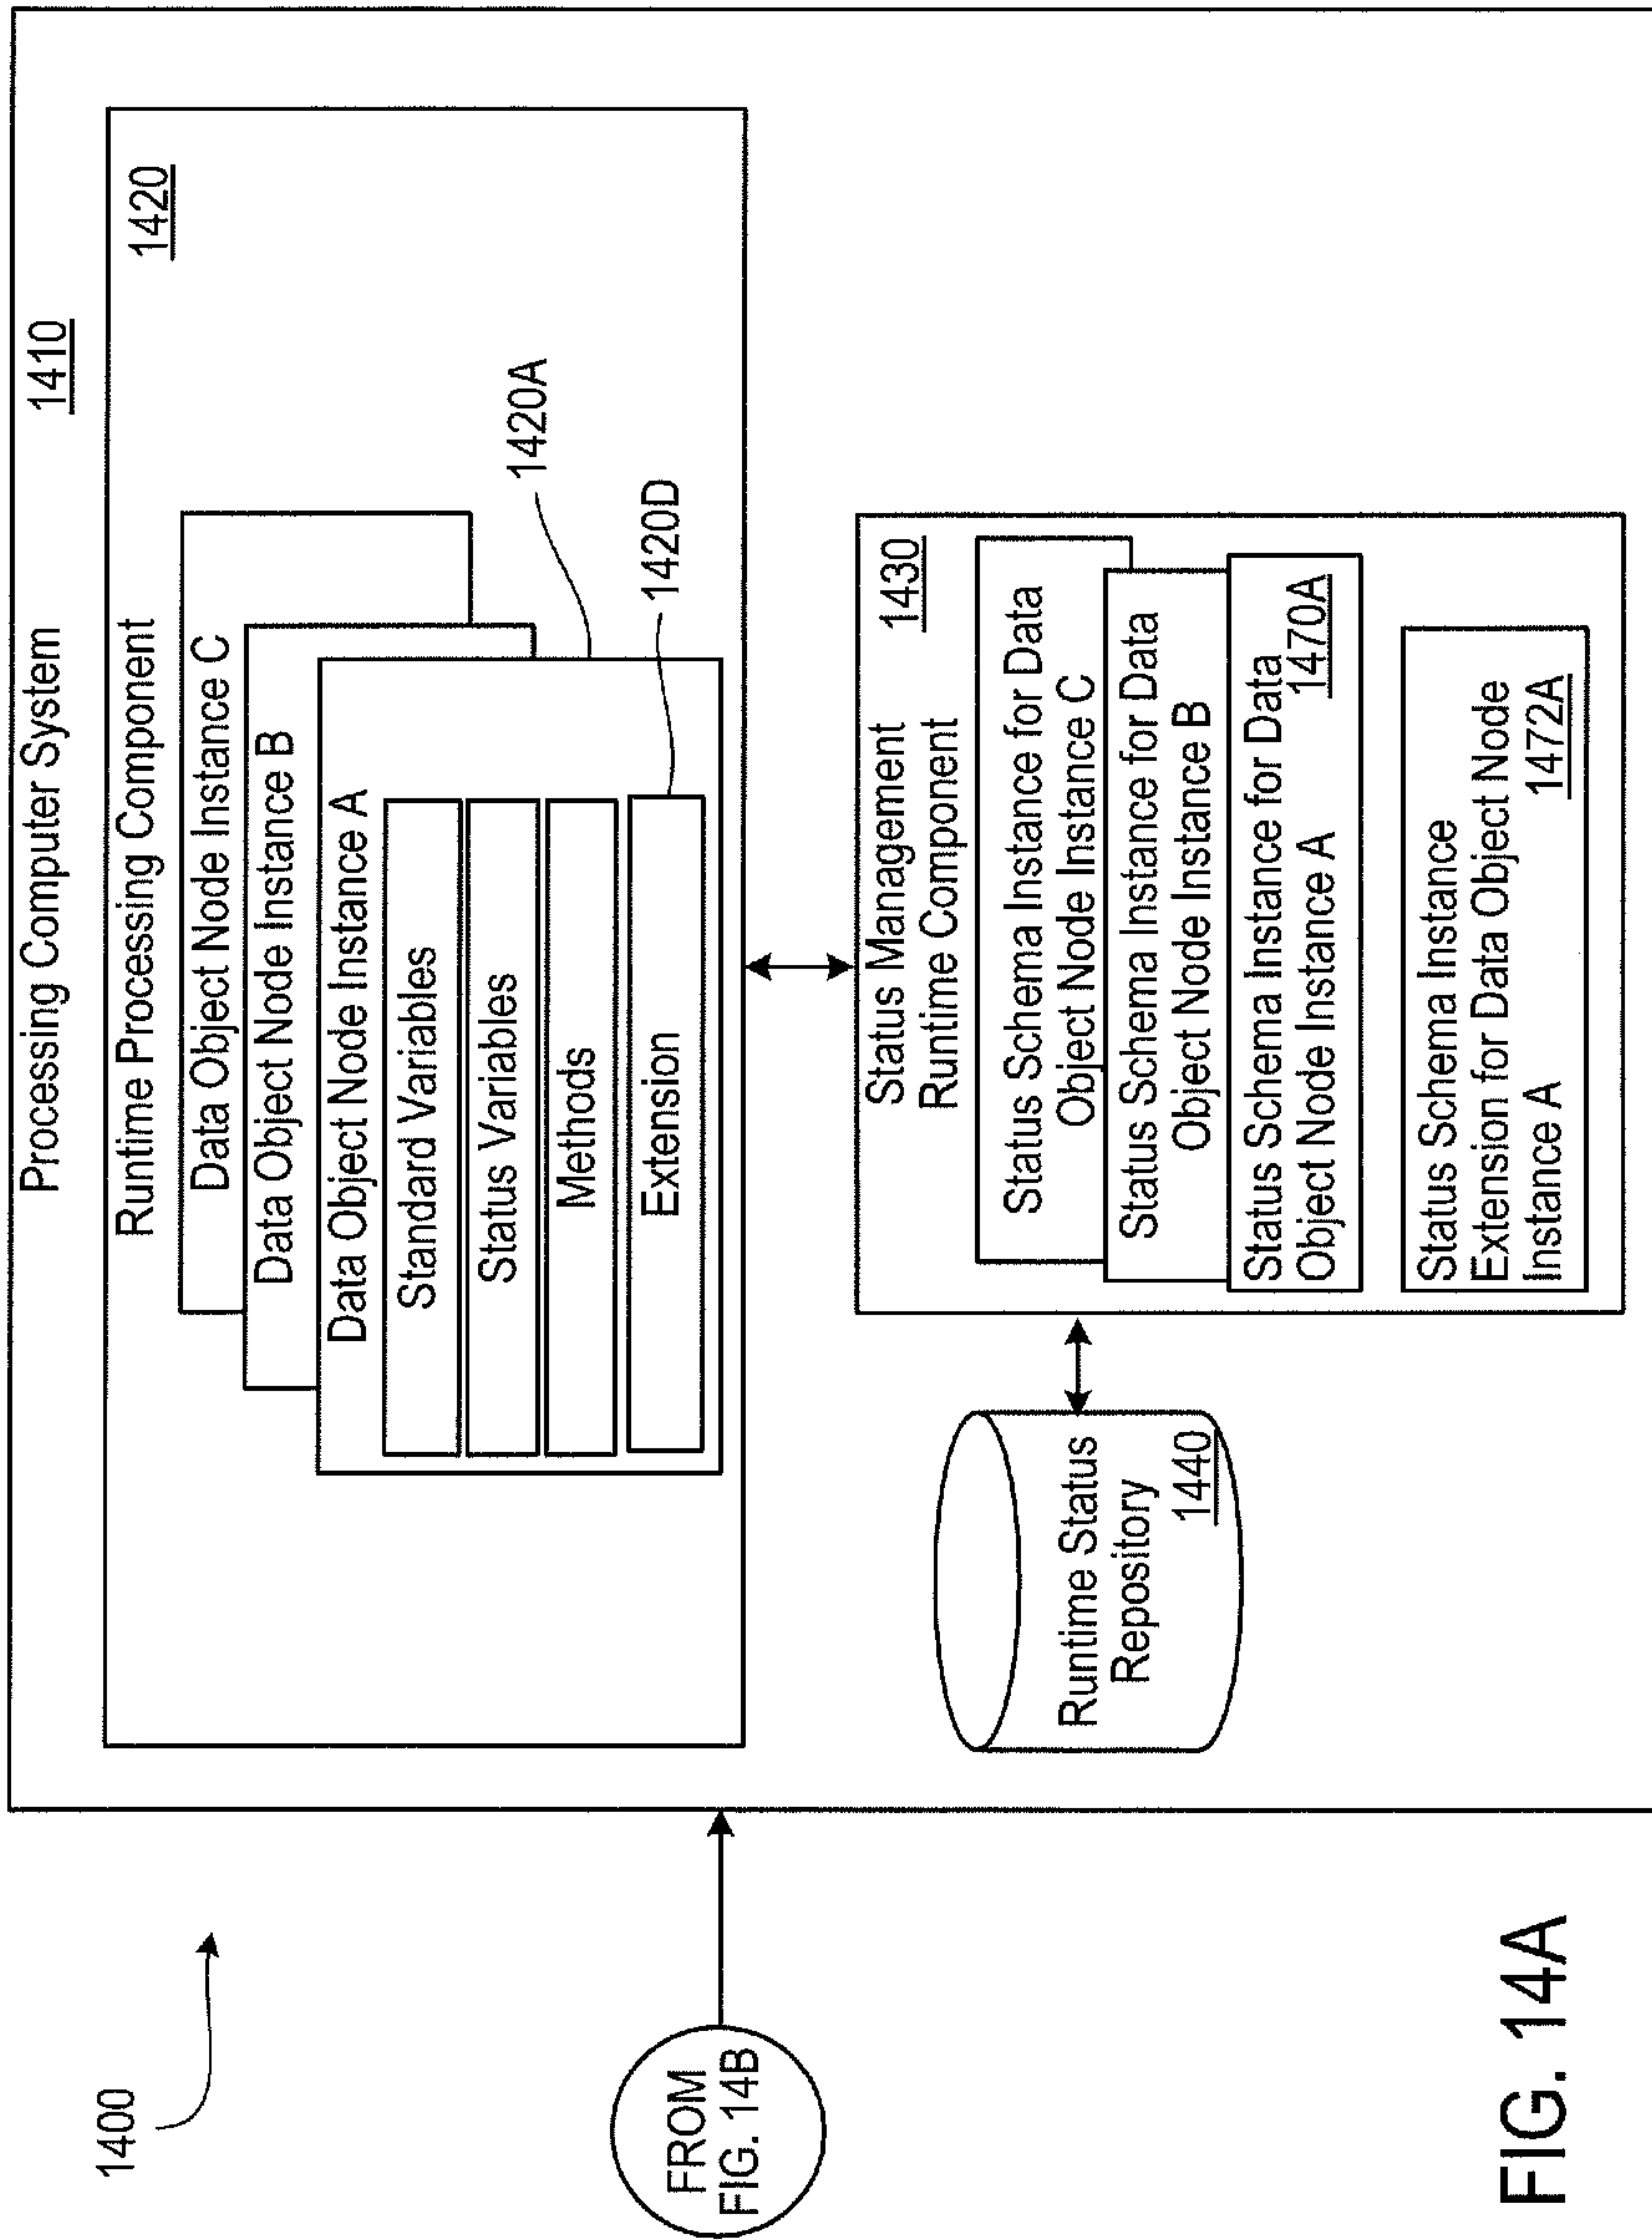 1400
Processing Computer System
1410
Runtime Processing Component
1420
Data Object Node Instance C
Data Object Node Instance B
Data Object Node Instance A
Standard Variables
Status Variables
Methods
Extension
1420A
1420D
FROM
FIG. 14B
Runtime Status
Repository
1440
Status Management
Runtime Component
1430
Status Schema Instance for Data
Object Node Instance C
Status Schema Instance for Data
Object Node Instance B
Status Schema Instance for Data
Object Node Instance A
1470A
Status Schema Instance
Extension for Data Object Node
Instance A
1472A
FIG. 14A